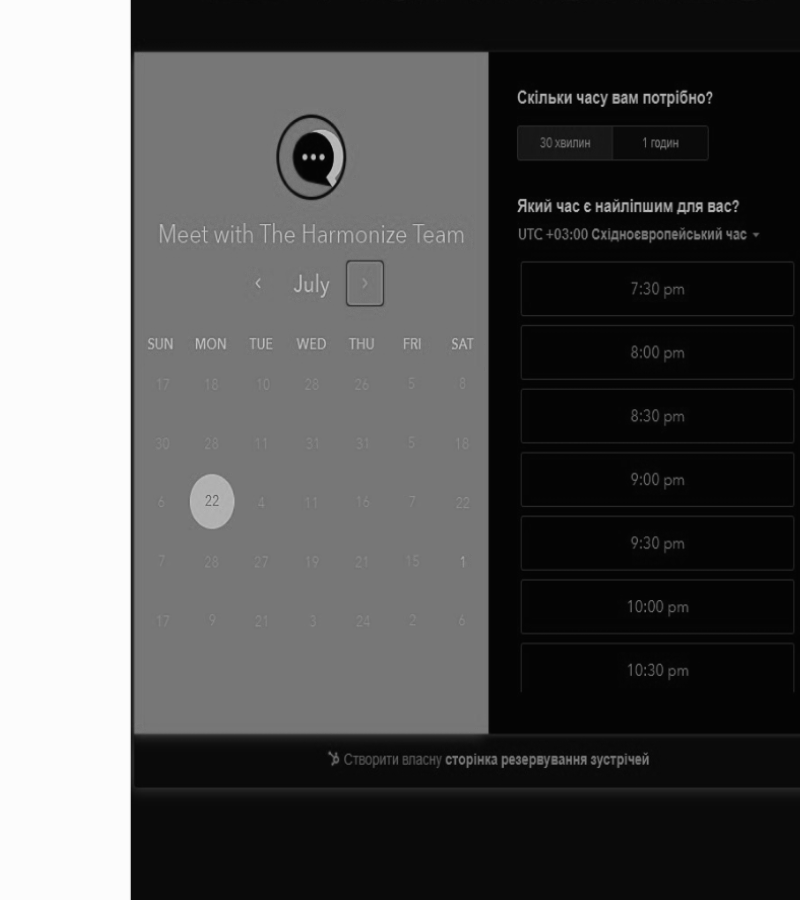 Meet with The Harmonize Team
‹ July ›
SUN MON TUE WED THU FRI SAT
17 18 10 28 26 5 8
30 28 11 31 31 5 18
6 22 4 11 16 7 22
7 28 27 19 21 15 1
17 9 21 3 24 2 6
Скільки часу вам потрібно?
30 хвилин 1 годин
Який час є найліпшим для вас?
UTC +03:00 Східноєвропейський час
7:30 pm
8:00 pm
8:30 pm
9:00 pm
9:30 pm
10:00 pm
10:30 pm
Створити власну сторінка резервування зустрічей